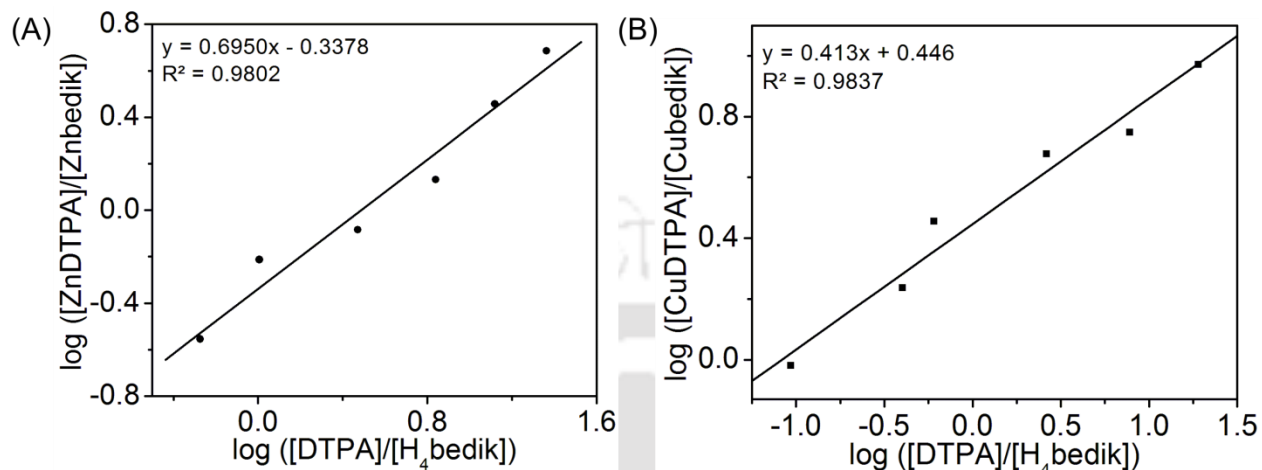 (A)
y = 0.6950x - 0.3378
R² = 0.9802
log ([ZnDTPA]/[Znbedik])
0.8
0.4
0.0
-0.4
-0.8
0.0
0.8
1.6
log ([DTPA]/[H₄bedik])
(B)
y = 0.413x + 0.446
R² = 0.9837
log ([CuDTPA]/[Cubedik])
0.8
0.4
0.0
-1.0
-0.5
0.0
0.5
1.0
1.5
log ([DTPA]/[H₄bedik])